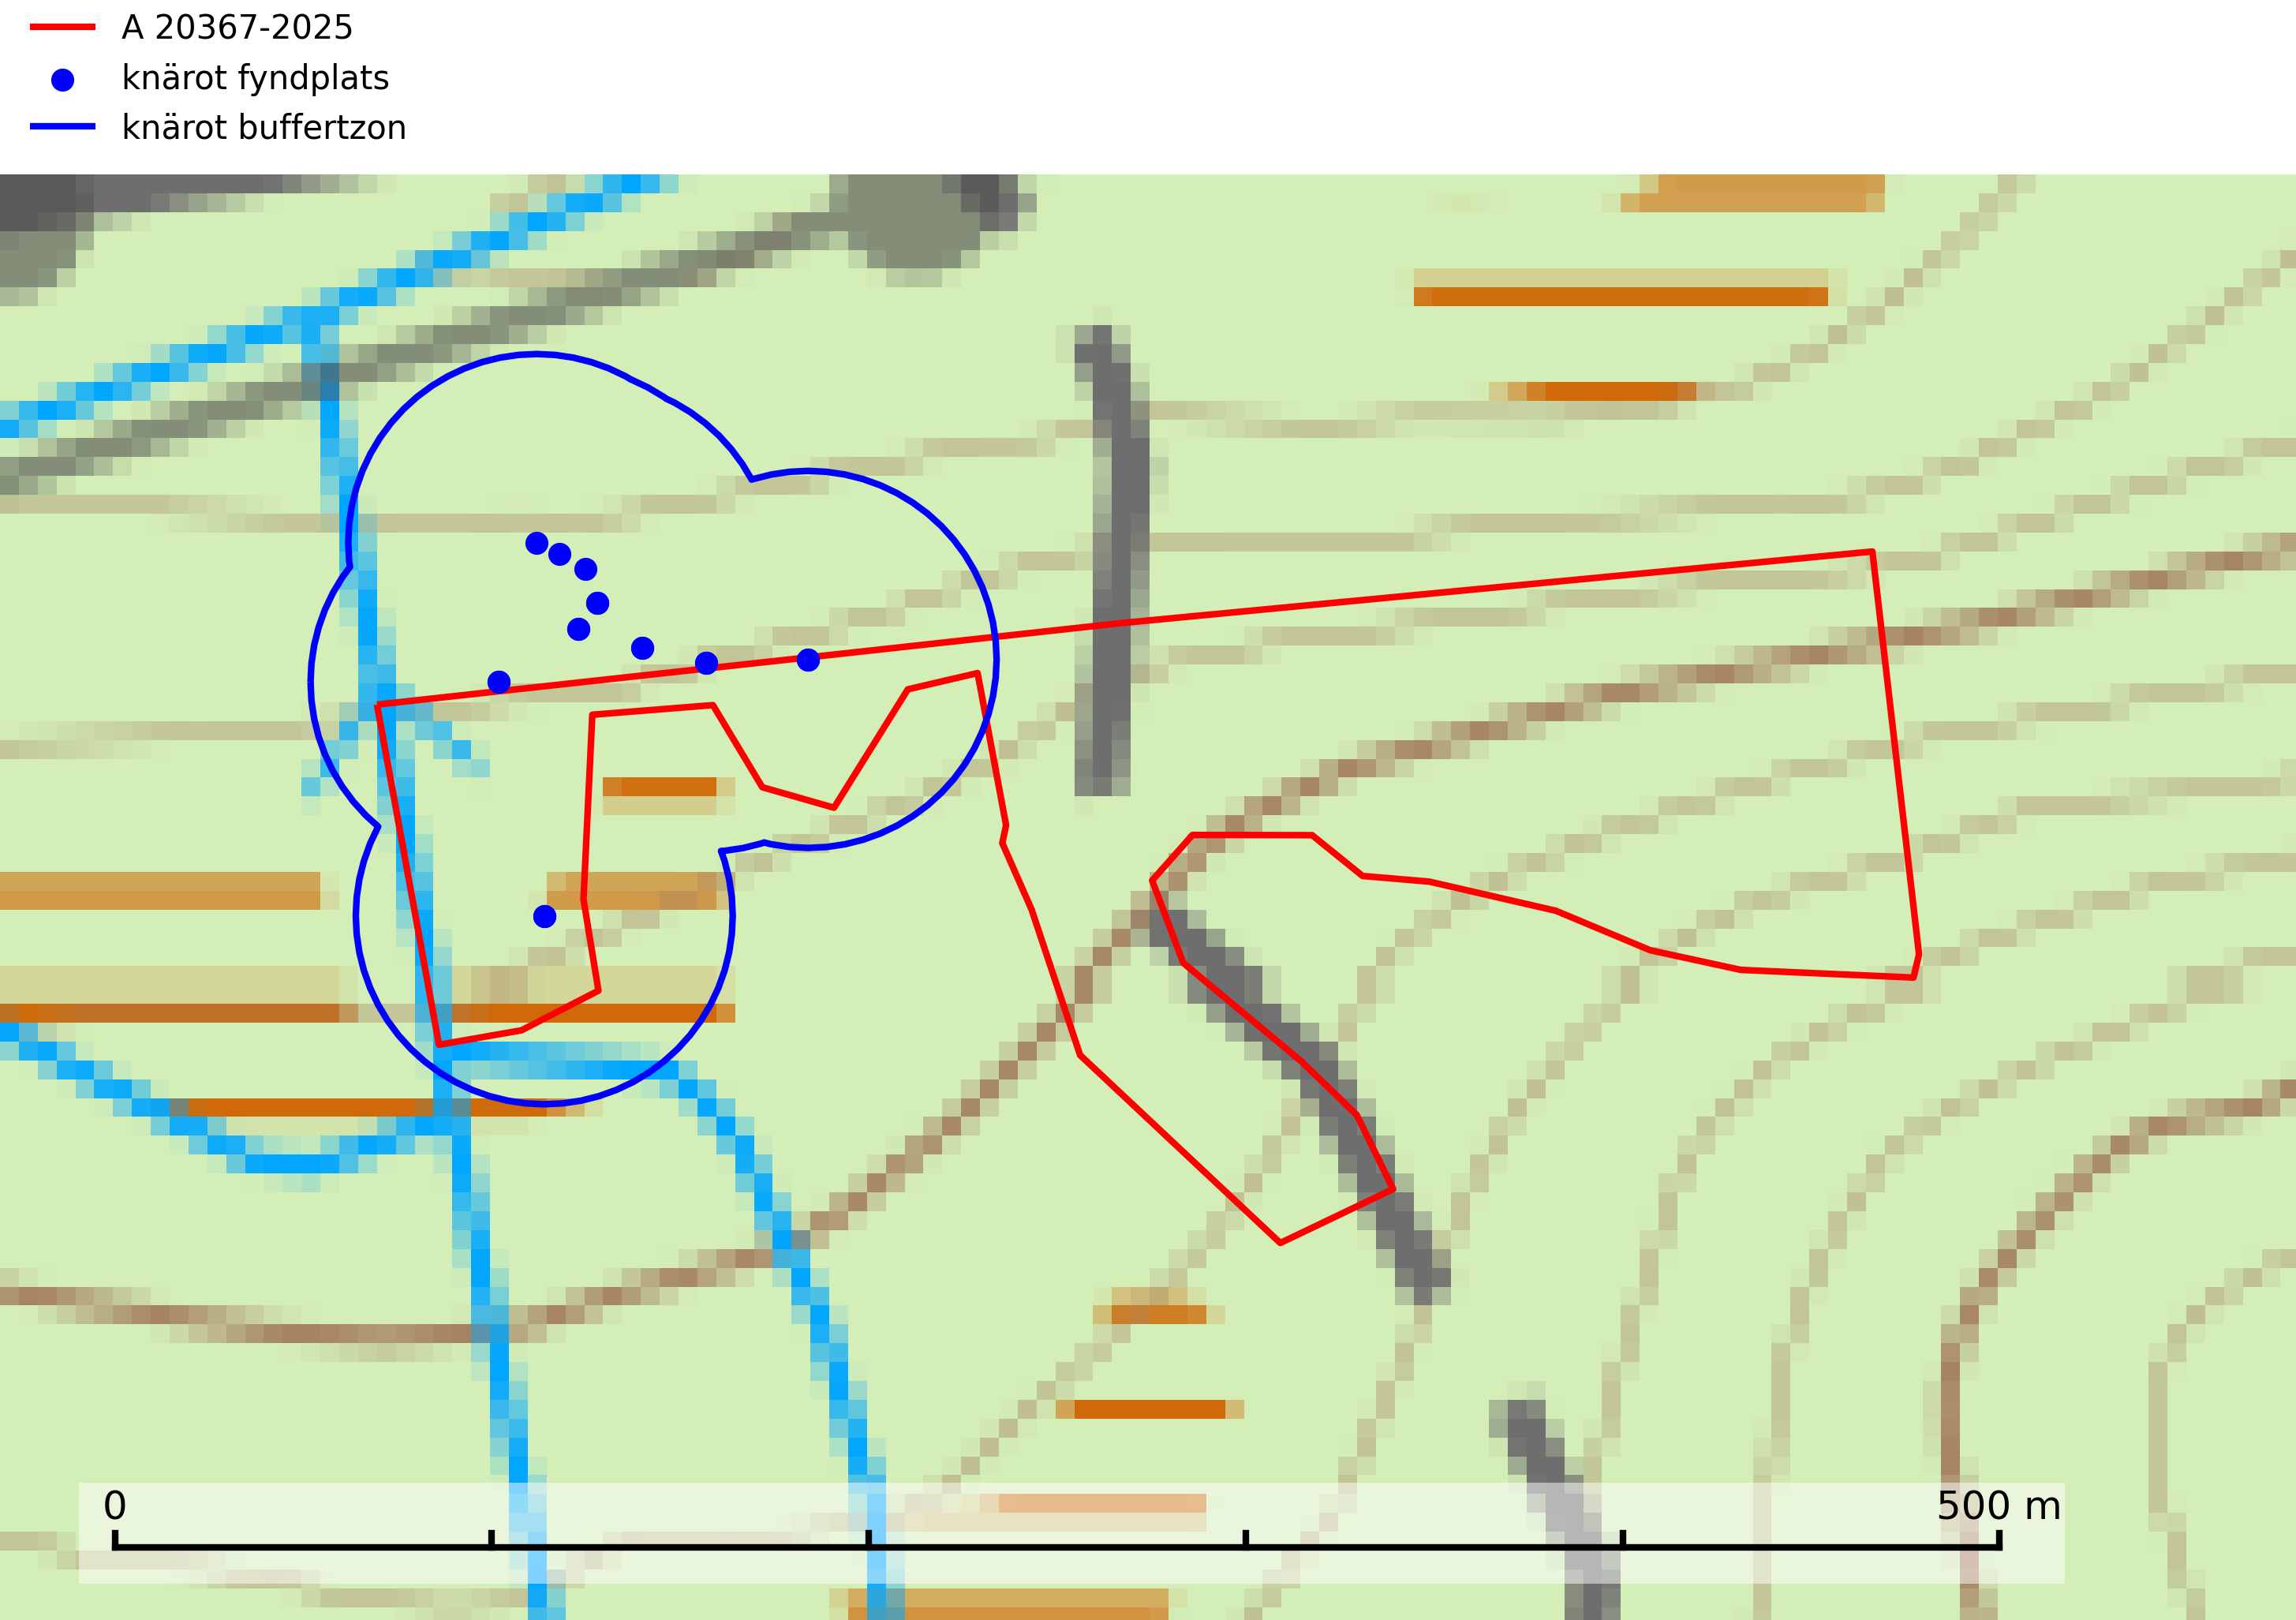 A 20367-2025
knärot fyndplats
knärot buffertzon
0
500 m